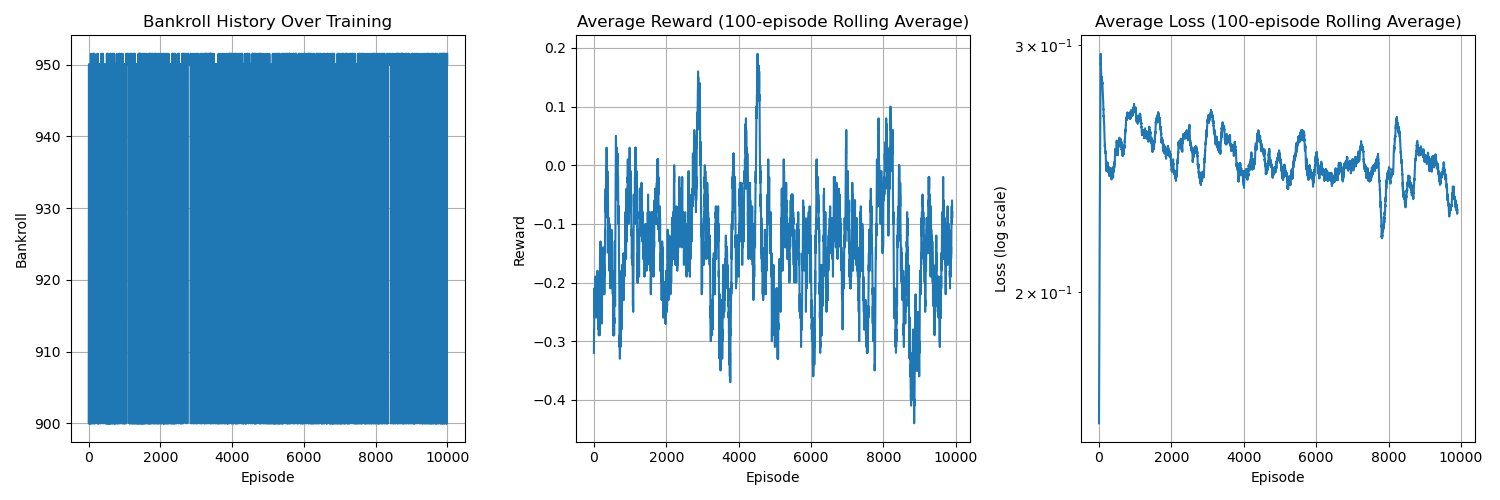 Bankroll History Over Training
Bankroll
950
940
930
920
910
900
0 2000 4000 6000 8000 10000
Episode
Average Reward (100-episode Rolling Average)
Reward
0.2
0.1
0.0
−0.1
−0.2
−0.3
−0.4
0 2000 4000 6000 8000 10000
Episode
Average Loss (100-episode Rolling Average)
Loss (log scale)
3 × 10⁻¹
2 × 10⁻¹
0 2000 4000 6000 8000 10000
Episode